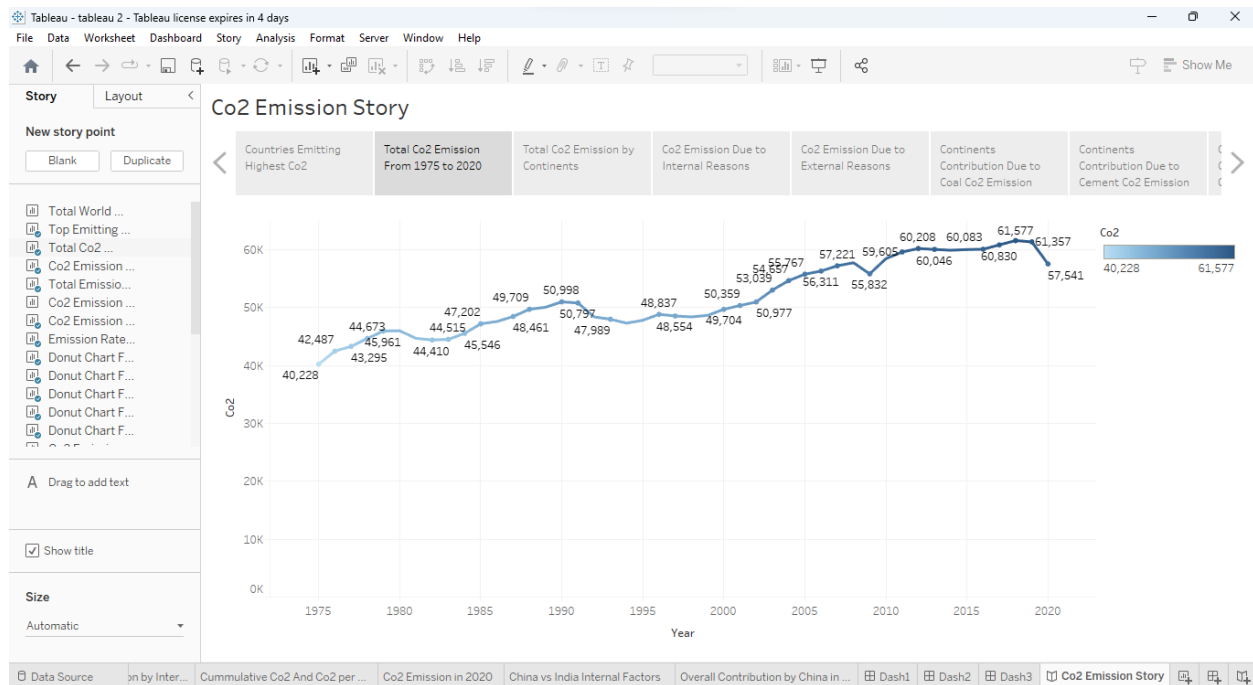 Tableau - tableau 2 - Tableau license expires in 4 days
File Data Worksheet Dashboard Story Analysis Format Server Window Help
Show Me
Story Layout
New story point
Blank Duplicate
Total World ...
Top Emitting ...
Total Co2 ...
Co2 Emission ...
Total Emissio...
Co2 Emission ...
Co2 Emission ...
Emission Rate...
Donut Chart F...
Donut Chart F...
Donut Chart F...
Donut Chart F...
Donut Chart F...
A Drag to add text
Show title
Size
Automatic
Co2 Emission Story
Countries Emitting
Highest Co2
Total Co2 Emission
From 1975 to 2020
Total Co2 Emission by
Continents
Co2 Emission Due to
Internal Reasons
Co2 Emission Due to
External Reasons
Continents
Contribution Due to
Coal Co2 Emission
Continents
Contribution Due to
Cement Co2 Emission
Co2
40,228 61,577
60K
50K
40K
30K
20K
10K
0K
Co2
40,228
42,487
43,295
44,673
45,961
44,410
44,515
45,546
47,202
48,461
49,709
50,998
50,797
47,989
48,837
48,554
49,704
50,359
50,977
53,039
54,657
55,767
56,311
57,221
55,832
59,605
60,208
60,046
60,083
60,830
61,577
61,357
57,541
1975 1980 1985 1990 1995 2000 2005 2010 2015 2020
Year
Data Source on by Inter... Cummulative Co2 And Co2 per ... Co2 Emission in 2020 China vs India Internal Factors Overall Contribution by China in ... Dash1 Dash2 Dash3 Co2 Emission Story